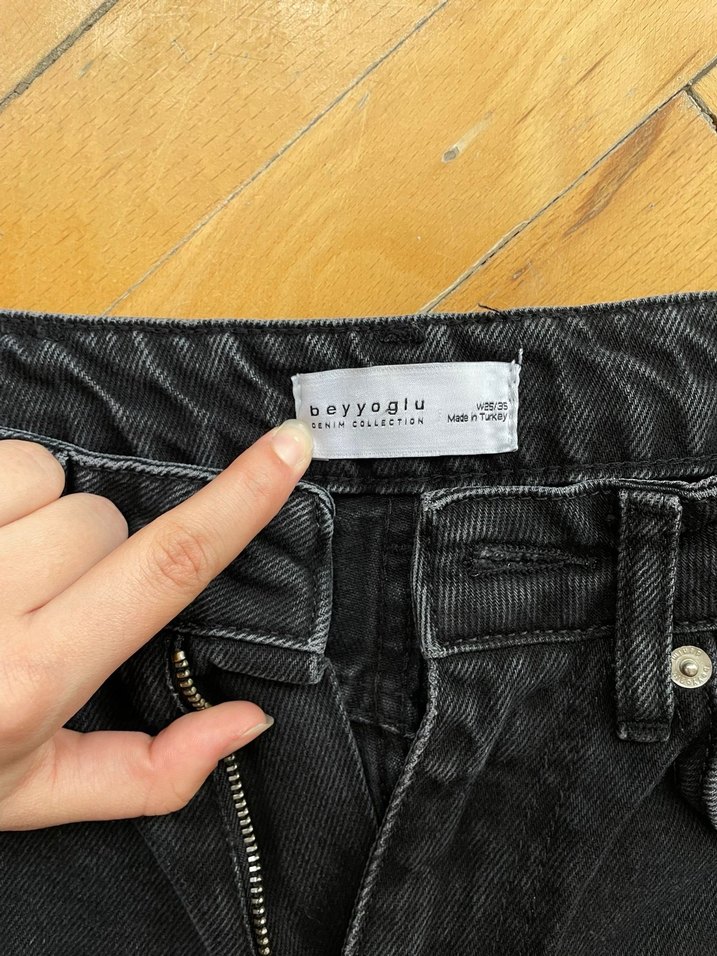 beyyoglu
DENIM COLLECTION
W25/35
Made in Turkey